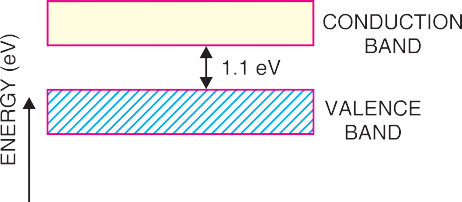 CONDUCTION
BAND
1.1 eV
VALENCE
BAND
ENERGY (eV)